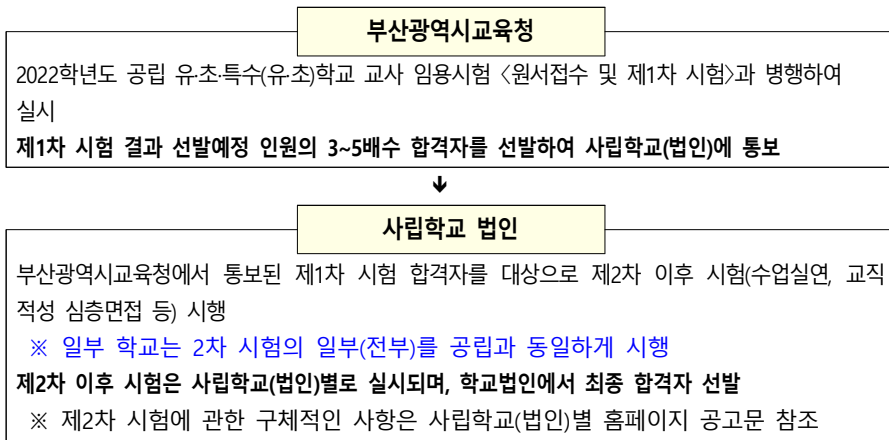 부산광역시교육청
2022학년도 공립 유·초·특수(유·초)학교 교사 임용시험 〈원서접수 및 제1차 시험〉과 병행하여
실시
제1차 시험 결과 선발예정 인원의 3~5배수 합격자를 선발하여 사립학교(법인)에 통보
🡻
사립학교 법인
부산광역시교육청에서 통보된 제1차 시험 합격자를 대상으로 제2차 이후 시험(수업실연, 교직
적성 심층면접 등) 시행
※ 일부 학교는 2차 시험의 일부(전부)를 공립과 동일하게 시행
제2차 이후 시험은 사립학교(법인)별로 실시되며, 학교법인에서 최종 합격자 선발
※ 제2차 시험에 관한 구체적인 사항은 사립학교(법인)별 홈페이지 공고문 참조